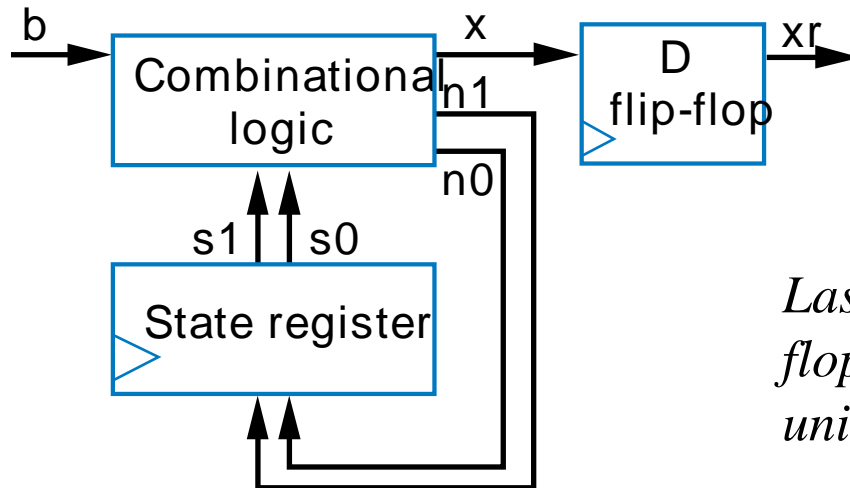 b
x
xr
Combinational
logic
n1
n0
D
flip-flop
s1 s0
State register
Las
flop
uni